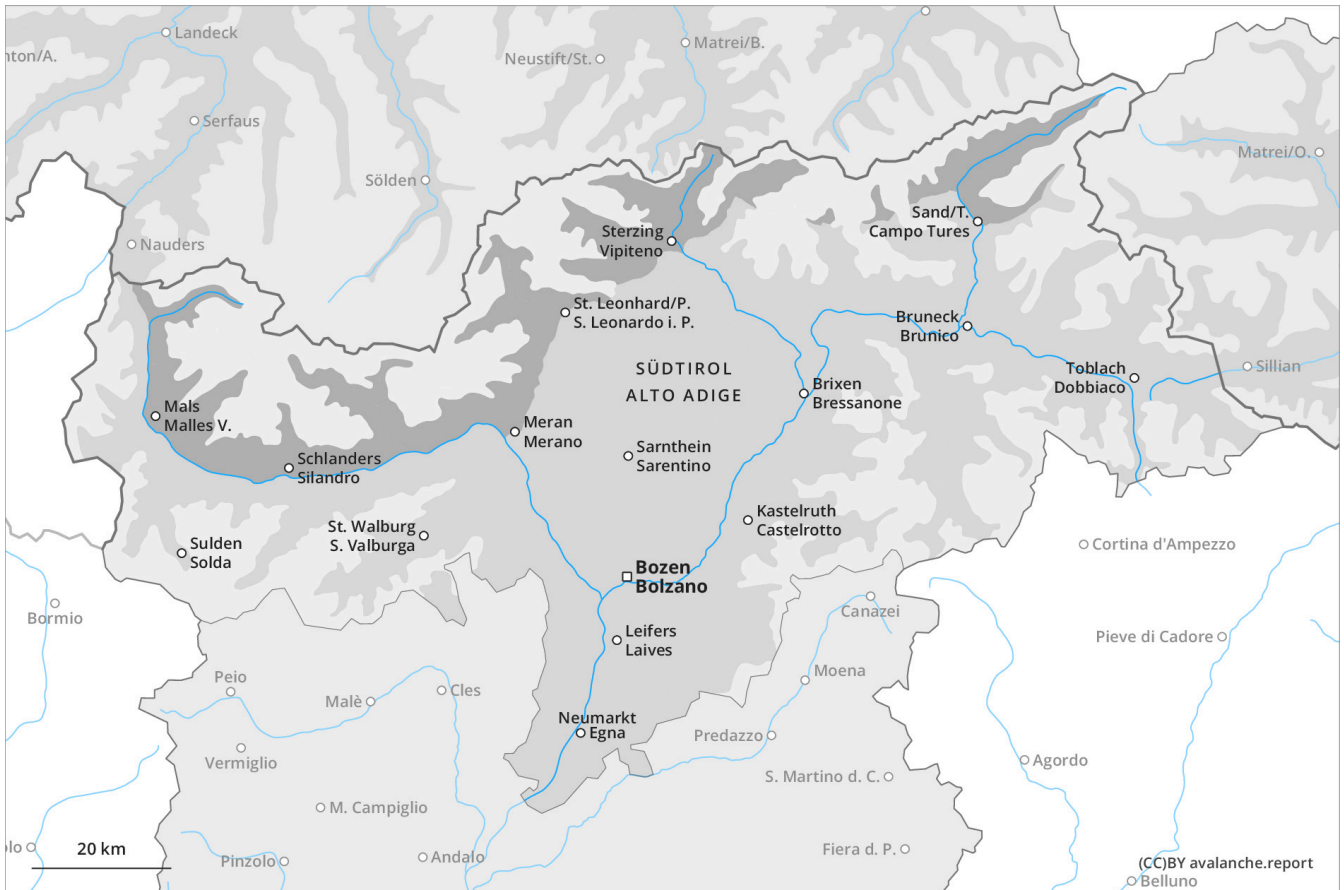 Landeck
nton/A.
Matrei/B.
Neustift/St.
Serfaus
Matrei/O.
Sölden
Sand/T.
Campo Tures
Nauders
Sterzing
Vipiteno
St. Leonhard/P.
S. Leonardo i. P.
Bruneck
Brunico
SÜDTIROL
ALTO ADIGE
Toblach
Dobbiaco
Sillian
Brixen
Bressanone
Mals
Malles V.
Meran
Merano
Schlanders
Silandro
Sarnthein
Sarentino
Kastelruth
Castelrotto
St. Walburg
S. Valburga
Sulden
Solda
Cortina d'Ampezzo
Bozen
Bolzano
Bormio
Canazei
Leifers
Laives
Pieve di Cadore
Peio
Malè
Cles
Moena
Neumarkt
Egna
Predazzo
Vermiglio
Agordo
S. Martino d. C.
M. Campiglio
olo
20 km
Pinzolo
Andalo
Fiera d. P.
(CC)BY avalanche.report
Belluno